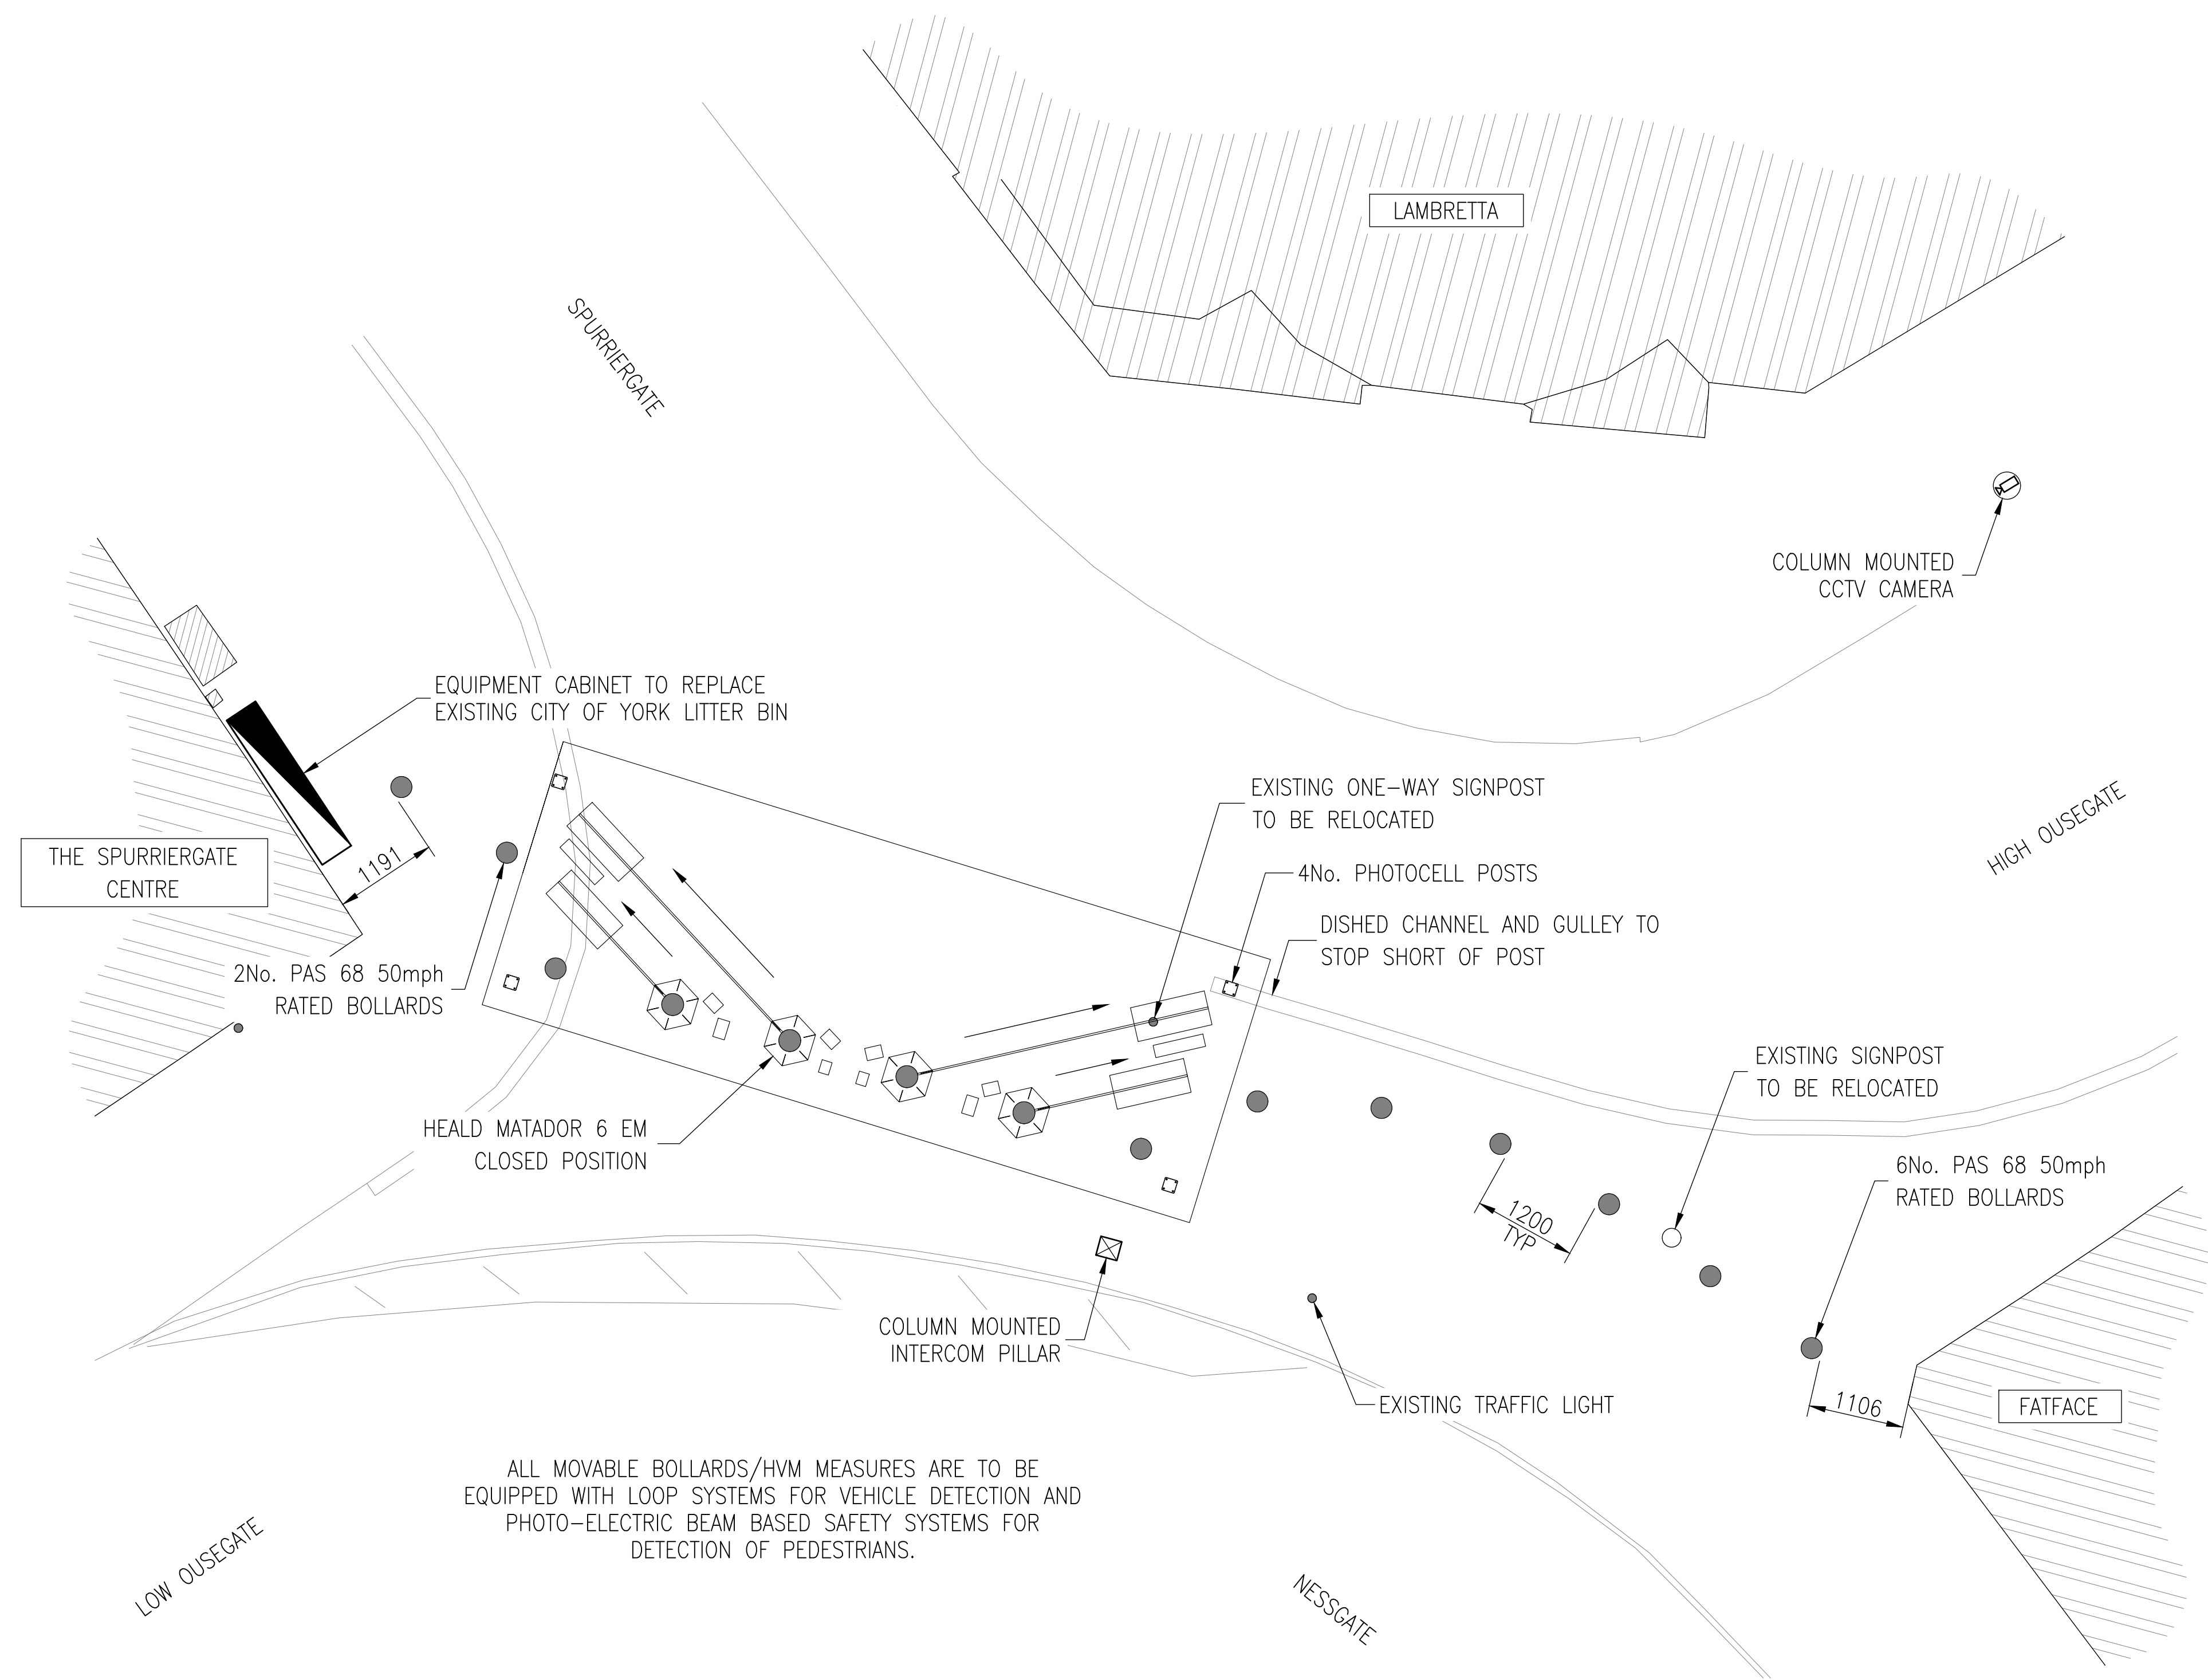 LAMBRETTA
SPURRIERGATE
COLUMN MOUNTED
CCTV CAMERA
EQUIPMENT CABINET TO REPLACE
EXISTING CITY OF YORK LITTER BIN
EXISTING ONE-WAY SIGNPOST
TO BE RELOCATED
HIGH OUSEGATE
THE SPURRIERGATE
CENTRE
1191
4No. PHOTOCELL POSTS
DISHED CHANNEL AND GULLEY TO
STOP SHORT OF POST
2No. PAS 68 50mph
RATED BOLLARDS
EXISTING SIGNPOST
TO BE RELOCATED
HEALD MATADOR 6 EM
CLOSED POSITION
6No. PAS 68 50mph
RATED BOLLARDS
1200
TYP
COLUMN MOUNTED
INTERCOM PILLAR
EXISTING TRAFFIC LIGHT
1106
FATFACE
ALL MOVABLE BOLLARDS/HVM MEASURES ARE TO BE
EQUIPPED WITH LOOP SYSTEMS FOR VEHICLE DETECTION AND
PHOTO-ELECTRIC BEAM BASED SAFETY SYSTEMS FOR
DETECTION OF PEDESTRIANS.
LOW OUSEGATE
NESSGATE